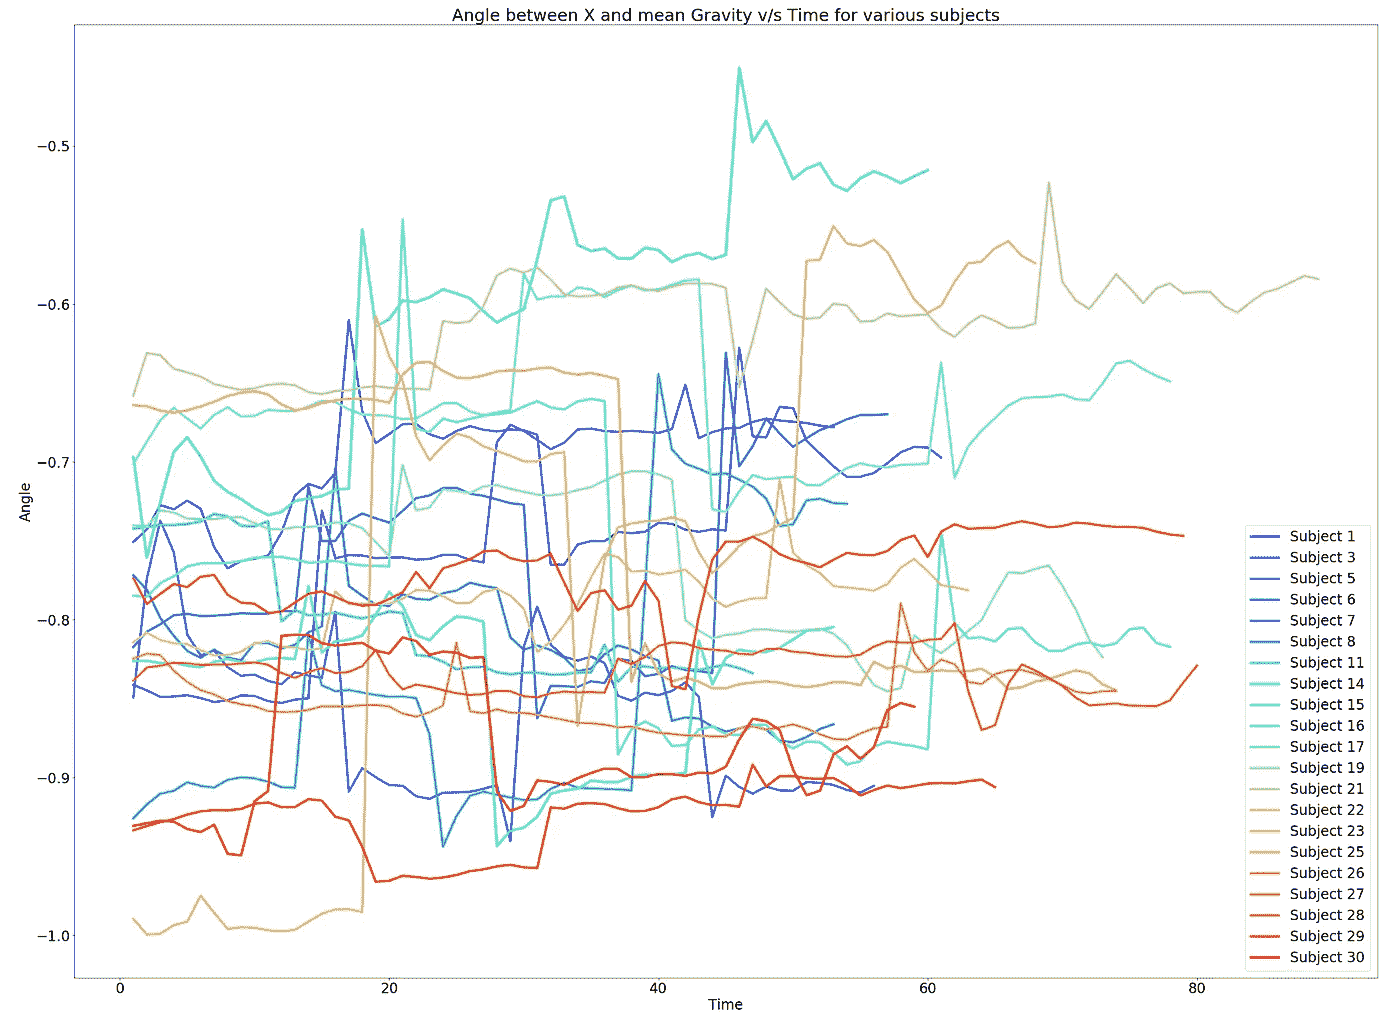 Angle between X and mean Gravity v/s Time for various subjects
−0.5
−0.6
−0.7
−0.8
−0.9
−1.0
Angle
0 20 40 60 80
Time
Subject 1
Subject 3
Subject 5
Subject 6
Subject 7
Subject 8
Subject 11
Subject 14
Subject 15
Subject 16
Subject 17
Subject 19
Subject 21
Subject 22
Subject 23
Subject 25
Subject 26
Subject 27
Subject 28
Subject 29
Subject 30